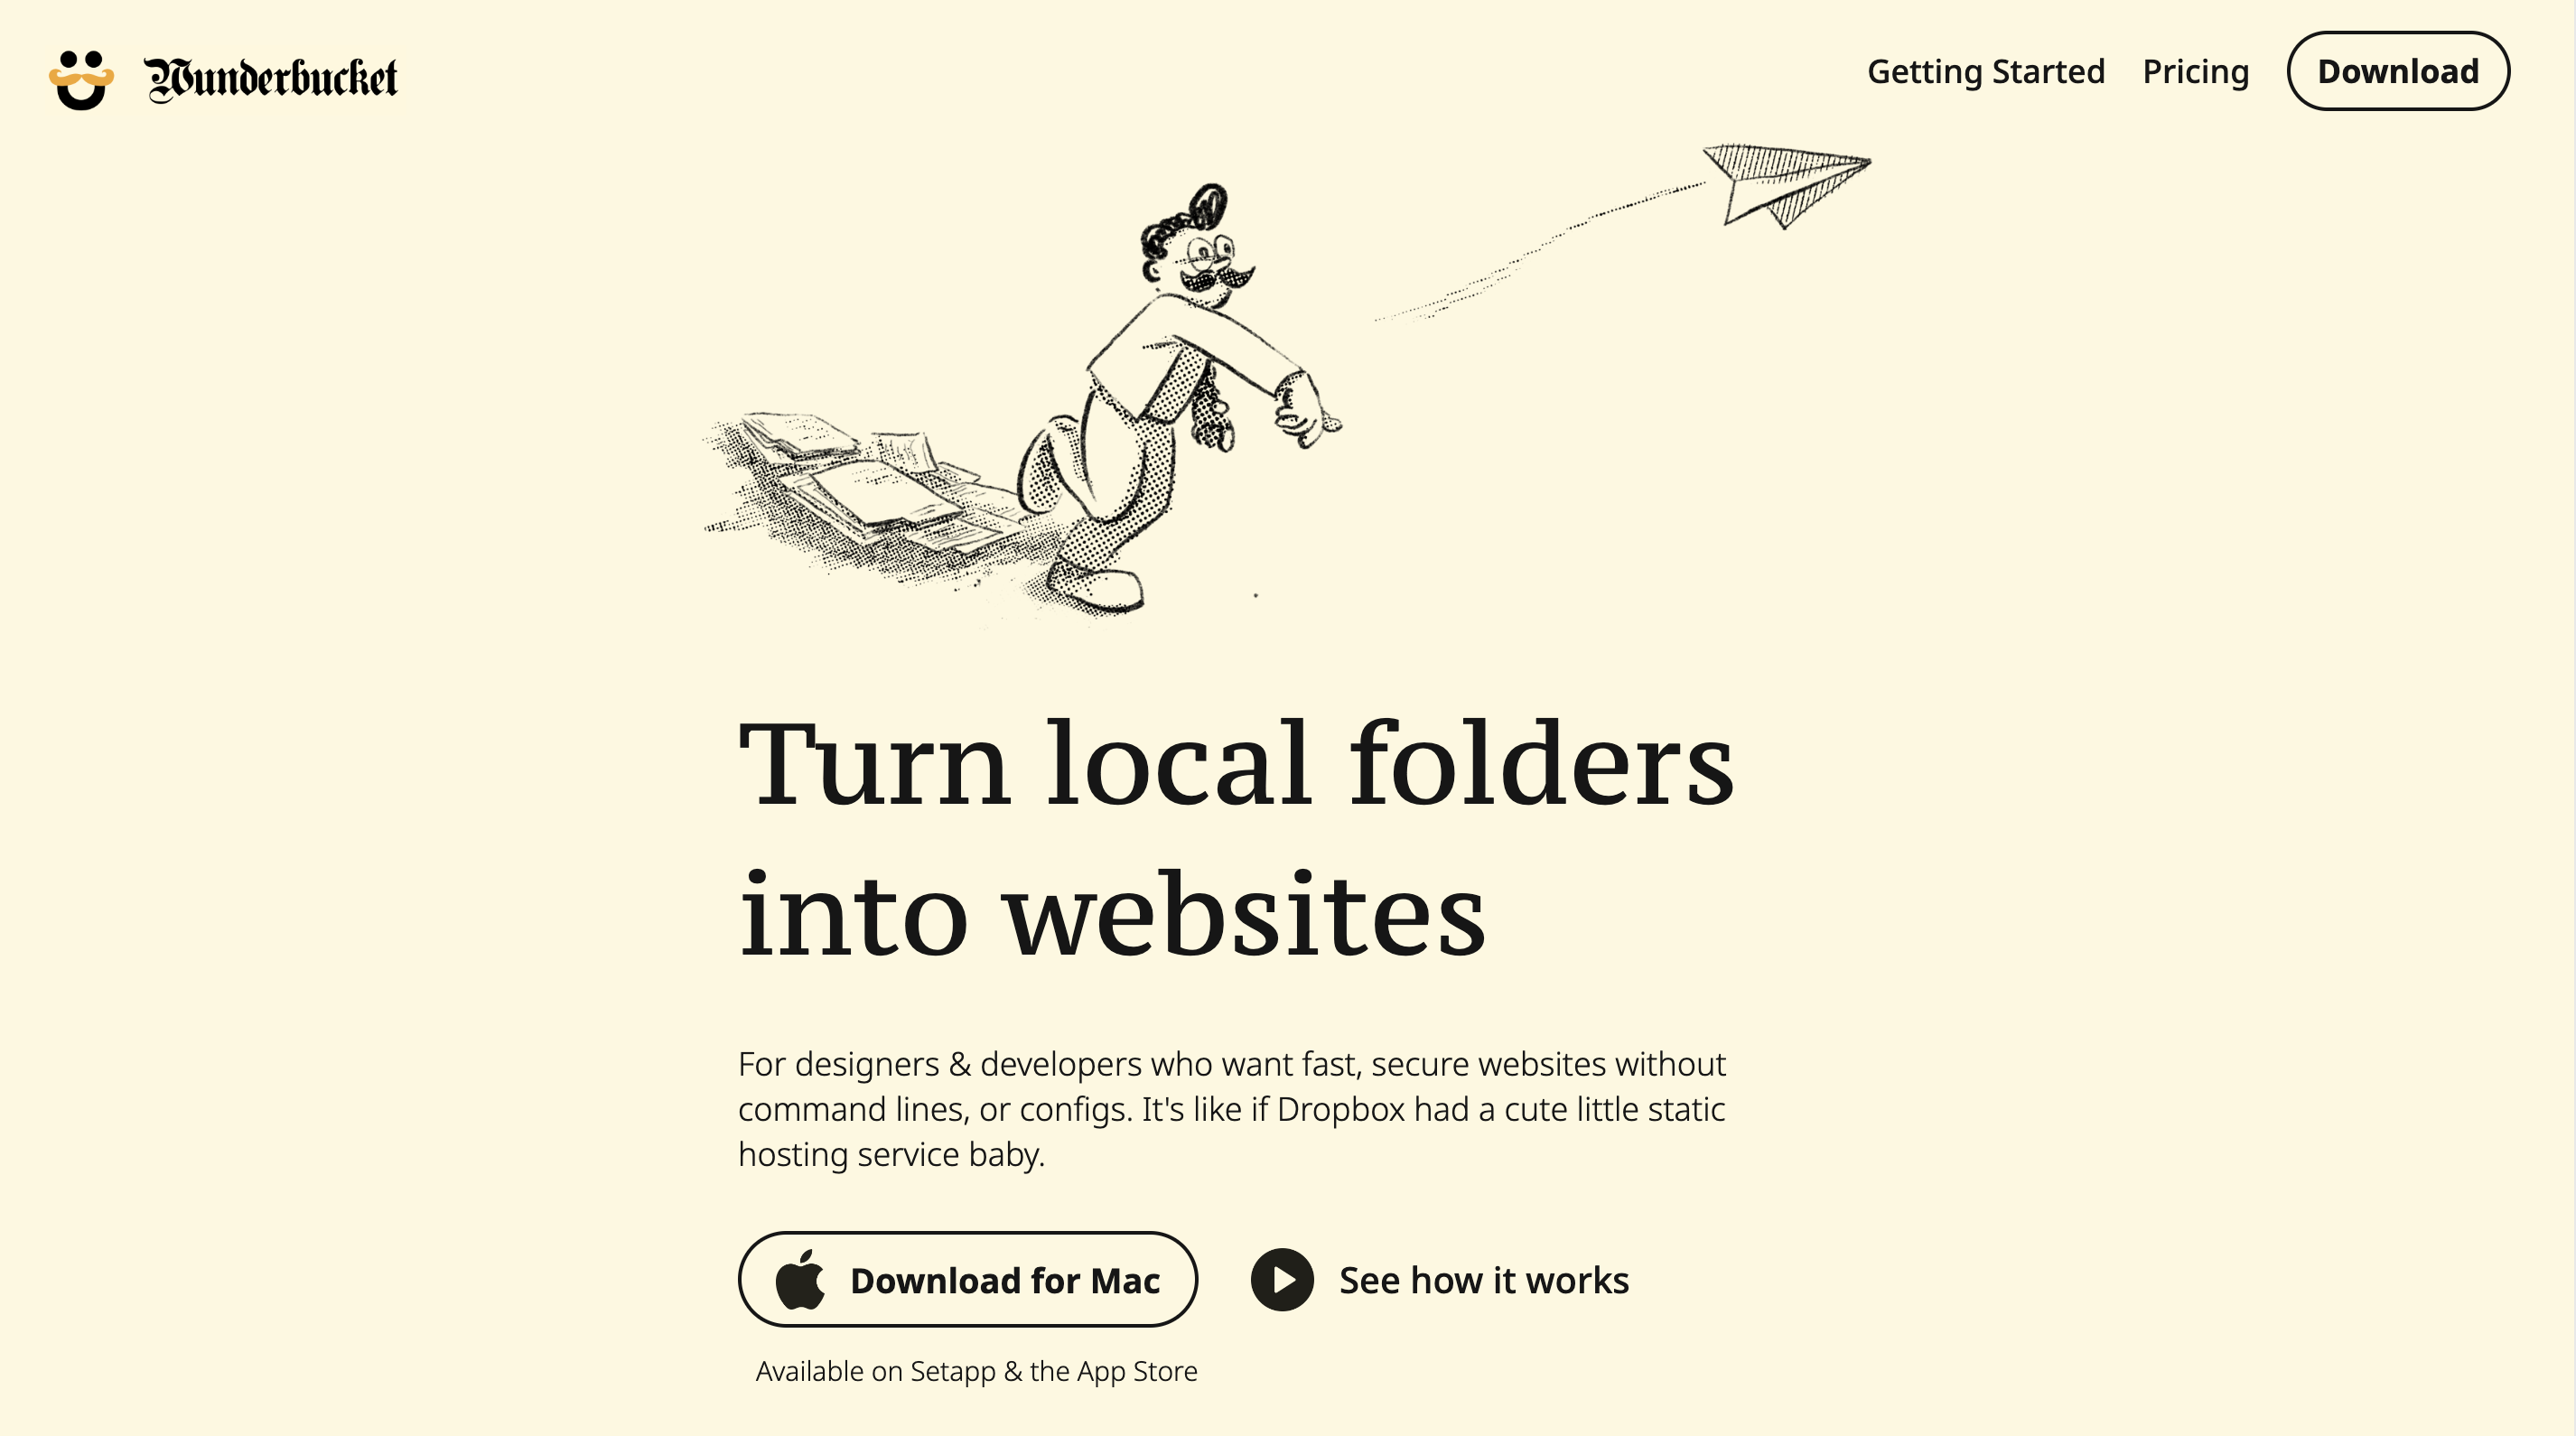 Wunderbucket
Getting Started
Pricing
Download
Turn local folders
into websites
For designers & developers who want fast, secure websites without
command lines, or configs. It's like if Dropbox had a cute little static
hosting service baby.
Download for Mac
See how it works
Available on Setapp & the App Store